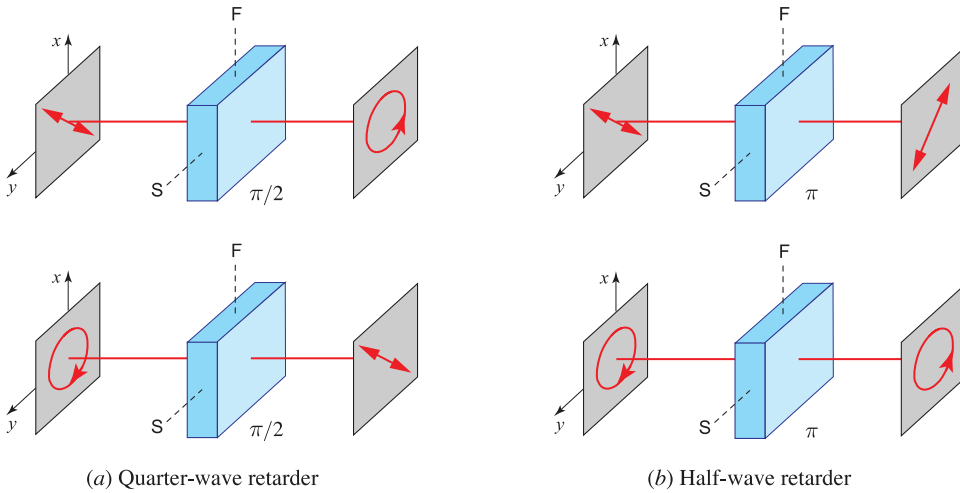 F
F
x
x
y
S
π/2
y
S
π
F
F
x
x
y
S
π/2
y
S
π
(a) Quarter-wave retarder
(b) Half-wave retarder